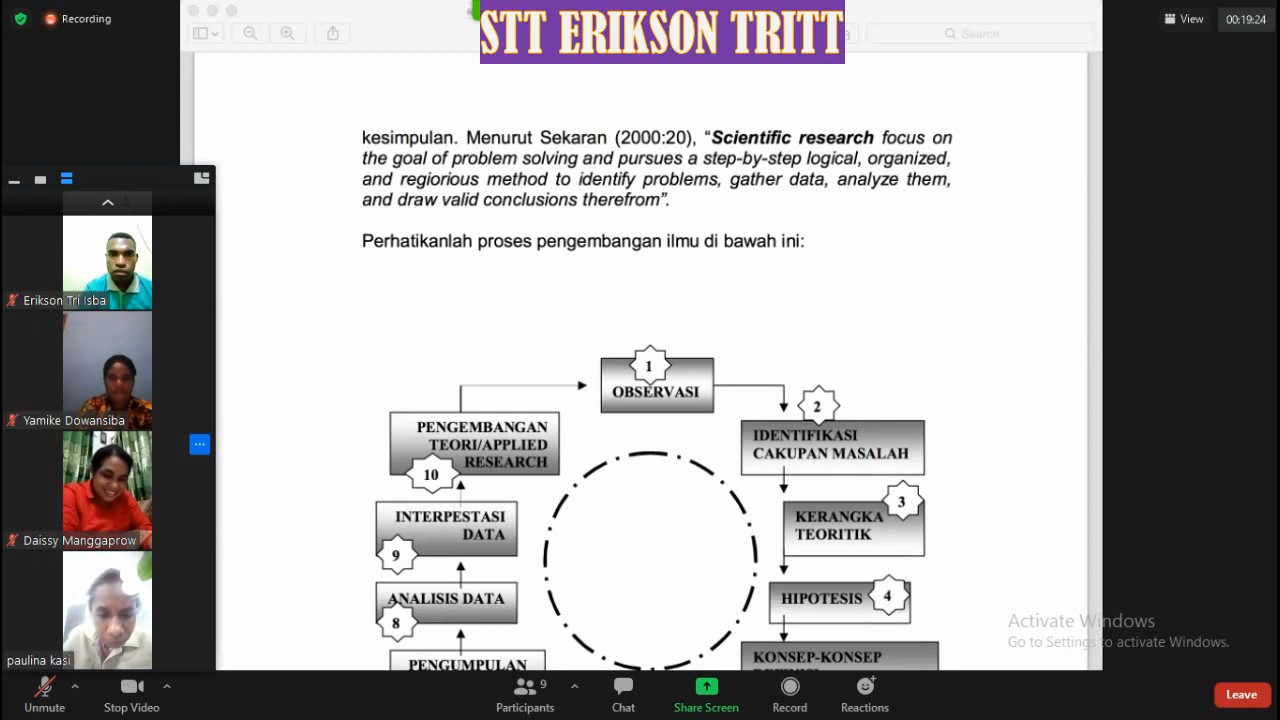 Recording
STT ERIKSON TRITT
Search
View
00:19:24
kesimpulan. Menurut Sekaran (2000:20), “Scientific research focus on
the goal of problem solving and pursues a step-by-step logical, organized,
and regiorious method to identify problems, gather data, analyze them,
and draw valid conclusions therefrom”.
Perhatikanlah proses pengembangan ilmu di bawah ini:
1
OBSERVASI
2
IDENTIFIKASI
CAKUPAN MASALAH
3
KERANGKA
TEORITIK
HIPOTESIS
4
KONSEP-KONSEP
PENGEMBANGAN
TEORI/APPLIED
RESEARCH
10
INTERPESTASI
DATA
9
ANALISIS DATA
8
PENGUMPULAN
Erikson Tri Isba
Yamike Dowansiba
Daissy Manggaprow
paulina kasi
Activate Windows
Go to Settings to activate Windows.
Unmute
Stop Video
9
Participants
Chat
Share Screen
Record
Reactions
Leave